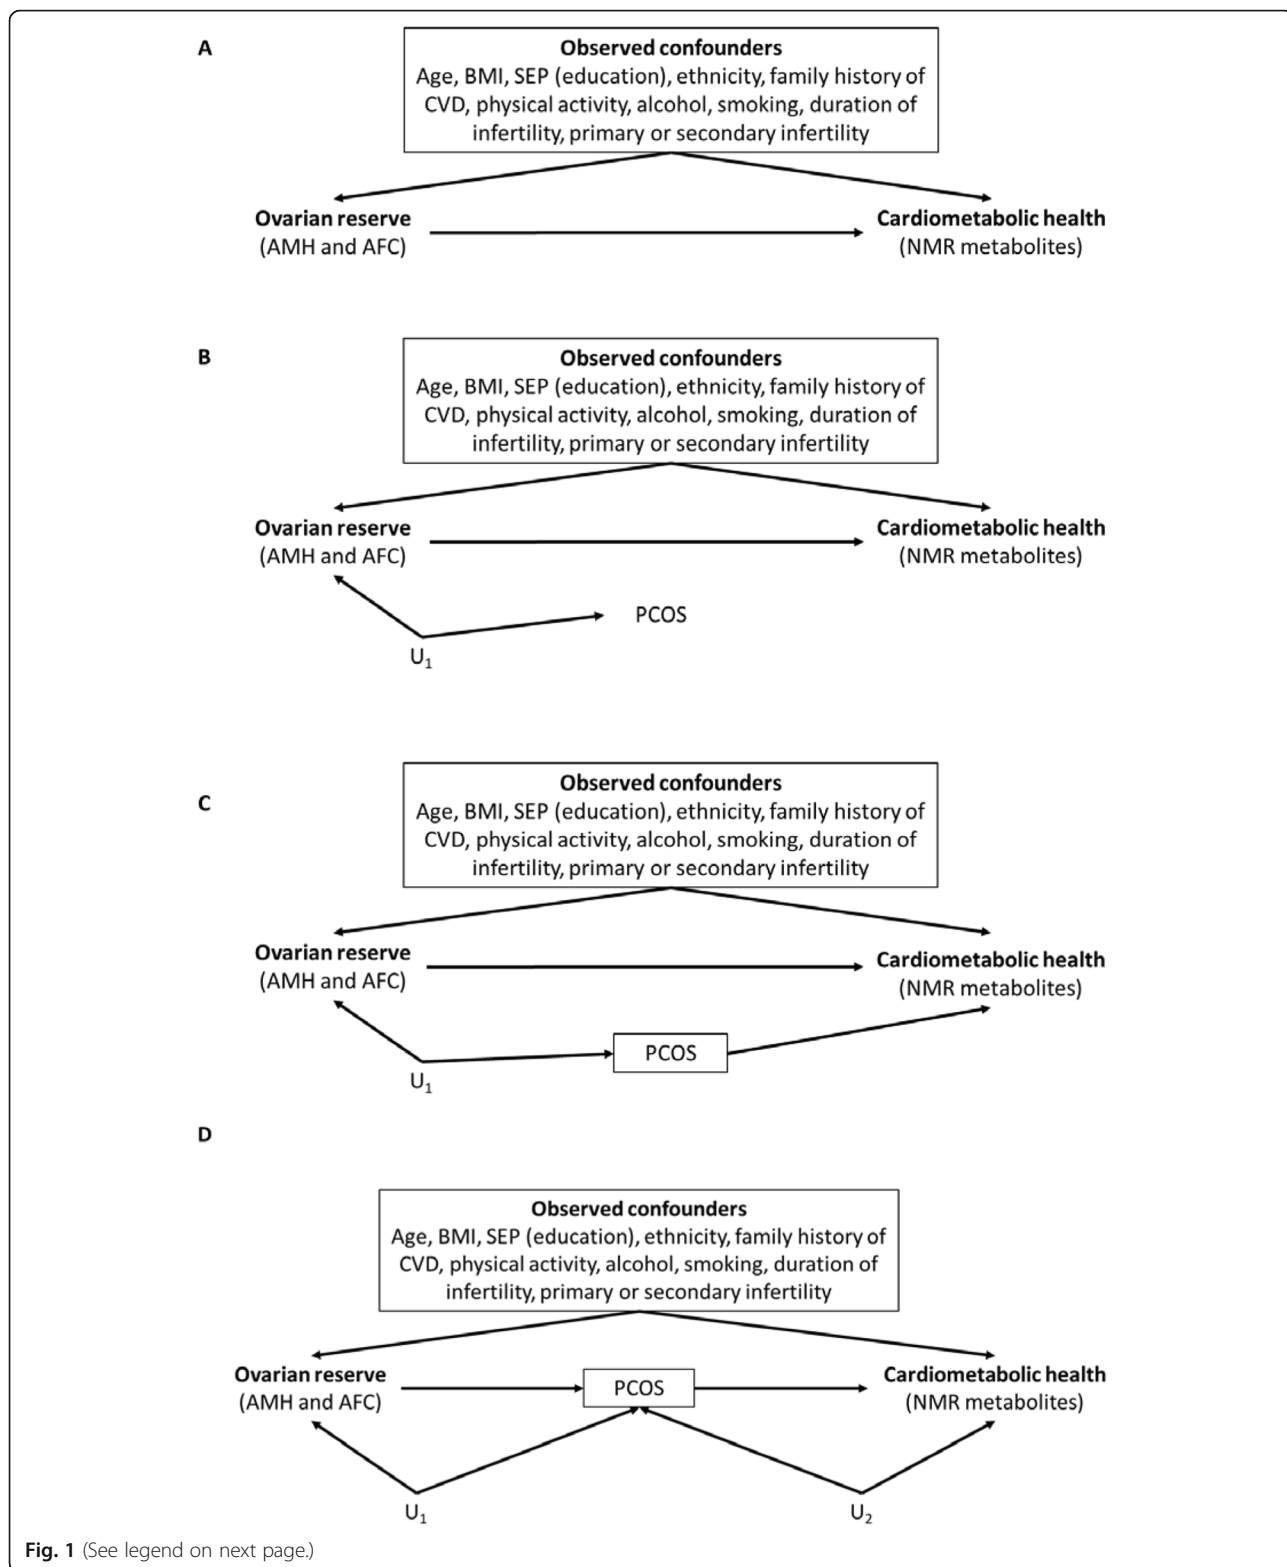 A
Observed confounders
Age, BMI, SEP (education), ethnicity, family history of
CVD, physical activity, alcohol, smoking, duration of
infertility, primary or secondary infertility
Ovarian reserve
(AMH and AFC)
Cardiometabolic health
(NMR metabolites)
B
Observed confounders
Age, BMI, SEP (education), ethnicity, family history of
CVD, physical activity, alcohol, smoking, duration of
infertility, primary or secondary infertility
Ovarian reserve
(AMH and AFC)
Cardiometabolic health
(NMR metabolites)
PCOS
U1
C
Observed confounders
Age, BMI, SEP (education), ethnicity, family history of
CVD, physical activity, alcohol, smoking, duration of
infertility, primary or secondary infertility
Ovarian reserve
(AMH and AFC)
Cardiometabolic health
(NMR metabolites)
PCOS
U1
D
Observed confounders
Age, BMI, SEP (education), ethnicity, family history of
CVD, physical activity, alcohol, smoking, duration of
infertility, primary or secondary infertility
Ovarian reserve
(AMH and AFC)
PCOS
Cardiometabolic health
(NMR metabolites)
U1
U2
Fig. 1 (See legend on next page.)